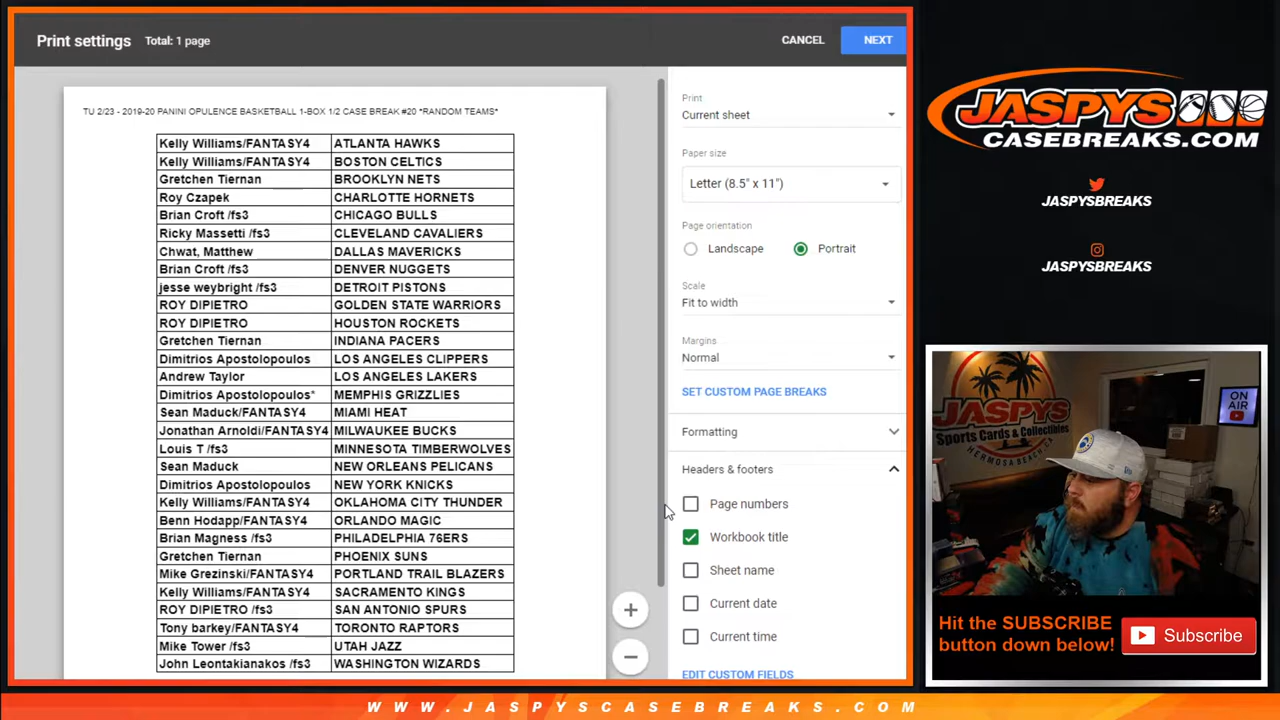 Print settings
Total: 1 page
CANCEL
NEXT
TU 2/23 - 2019-20 PANINI OPULENCE BASKETBALL 1-BOX 1/2 CASE BREAK #20 *RANDOM TEAMS*
Kelly Williams/FANTASY4 ATLANTA HAWKS
Kelly Williams/FANTASY4 BOSTON CELTICS
Gretchen Tiernan BROOKLYN NETS
Roy Czapek CHARLOTTE HORNETS
Brian Croft /fs3 CHICAGO BULLS
Ricky Massetti /fs3 CLEVELAND CAVALIERS
Chwat, Matthew DALLAS MAVERICKS
Brian Croft /fs3 DENVER NUGGETS
jesse weybright /fs3 DETROIT PISTONS
ROY DIPIETRO GOLDEN STATE WARRIORS
ROY DIPIETRO HOUSTON ROCKETS
Gretchen Tiernan INDIANA PACERS
Dimitrios Apostolopoulos LOS ANGELES CLIPPERS
Andrew Taylor LOS ANGELES LAKERS
Dimitrios Apostolopoulos* MEMPHIS GRIZZLIES
Sean Maduck/FANTASY4 MIAMI HEAT
Jonathan Arnoldi/FANTASY4 MILWAUKEE BUCKS
Louis T /fs3 MINNESOTA TIMBERWOLVES
Sean Maduck NEW ORLEANS PELICANS
Dimitrios Apostolopoulos NEW YORK KNICKS
Kelly Williams/FANTASY4 OKLAHOMA CITY THUNDER
Benn Hodapp/FANTASY4 ORLANDO MAGIC
Brian Magness /fs3 PHILADELPHIA 76ERS
Gretchen Tiernan PHOENIX SUNS
Mike Grezinski/FANTASY4 PORTLAND TRAIL BLAZERS
Kelly Williams/FANTASY4 SACRAMENTO KINGS
ROY DIPIETRO /fs3 SAN ANTONIO SPURS
Tony barkey/FANTASY4 TORONTO RAPTORS
Mike Tower /fs3 UTAH JAZZ
John Leontakianakos /fs3 WASHINGTON WIZARDS
Print
Current sheet
Paper size
Letter (8.5" x 11")
Page orientation
Landscape Portrait
Scale
Fit to width
Margins
Normal
SET CUSTOM PAGE BREAKS
Formatting
Headers & footers
Page numbers
Workbook title
Sheet name
Current date
Current time
EDIT CUSTOM FIELDS
JASPYS
CASEBREAKS.COM
JASPYSBREAKS
JASPYSBREAKS
JASPYS
Sports Cards & Collectibles
HERMOSA BEACH, C
ON
AIR
Hit the SUBSCRIBE
button down below!
Subscribe
WWW.JASPYSCASEBREAKS.COM